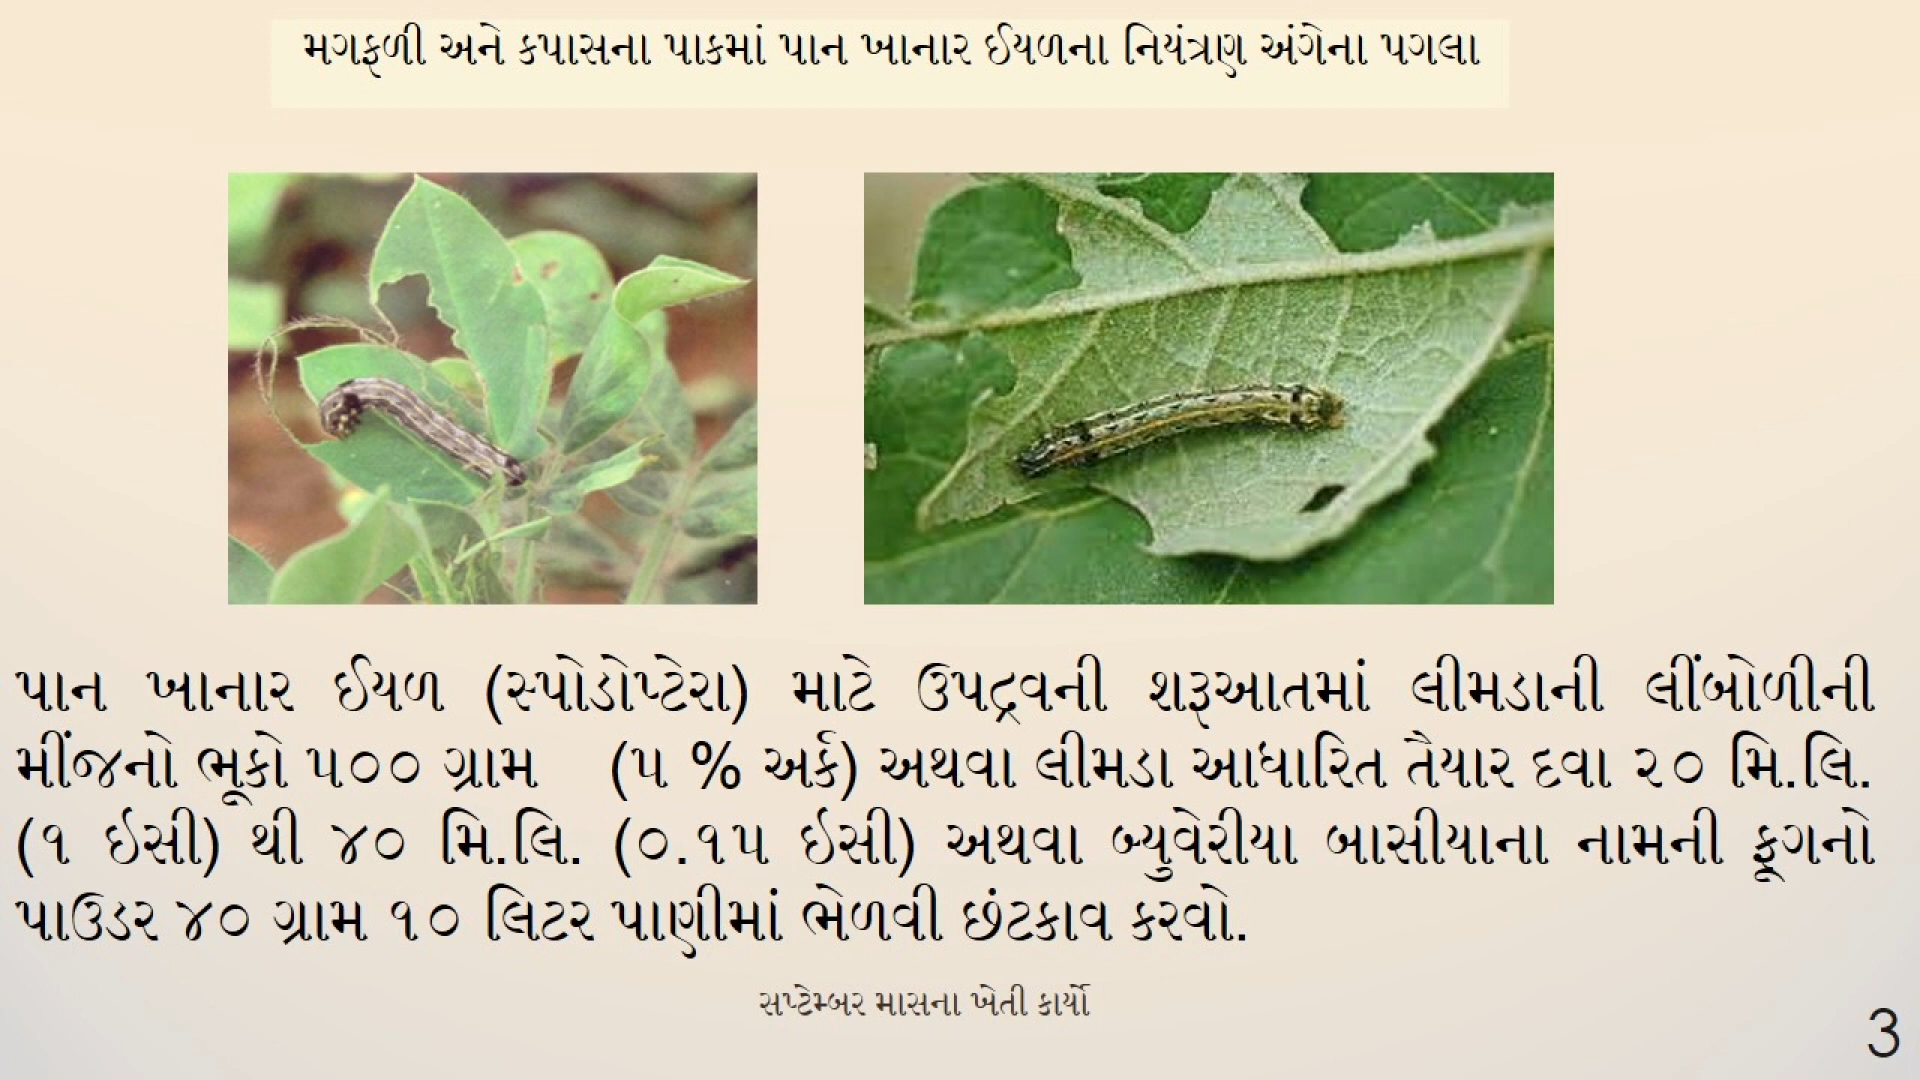 મગફળી અને કપાસના પાકમાં પાન ખાનાર ઈયળના નિયંત્રણ અંગેના પગલા
પાન ખાનાર ઈયળ (સ્પોડોપ્ટેરા) માટે ઉપદ્રવની શરૂઆતમાં લીમડાની લીંબોળીની
મીંજનો ભૂકો ૫૦૦ ગ્રામ (૫ % અર્ક) અથવા લીમડા આધારિત તૈયાર દવા ૨૦ મિ.લિ.
(૧ ઇસી) થી ૪૦ મિ.લિ. (૦.૧૫ ઇસી) અથવા બ્યુવેરીયા બાસીયાના નામની ફૂગનો
પાઉડર ૪૦ ગ્રામ ૧૦ લિટર પાણીમાં ભેળવી છંટકાવ કરવો.
સપ્ટેમ્બર માસના ખેતી કાર્યો
3